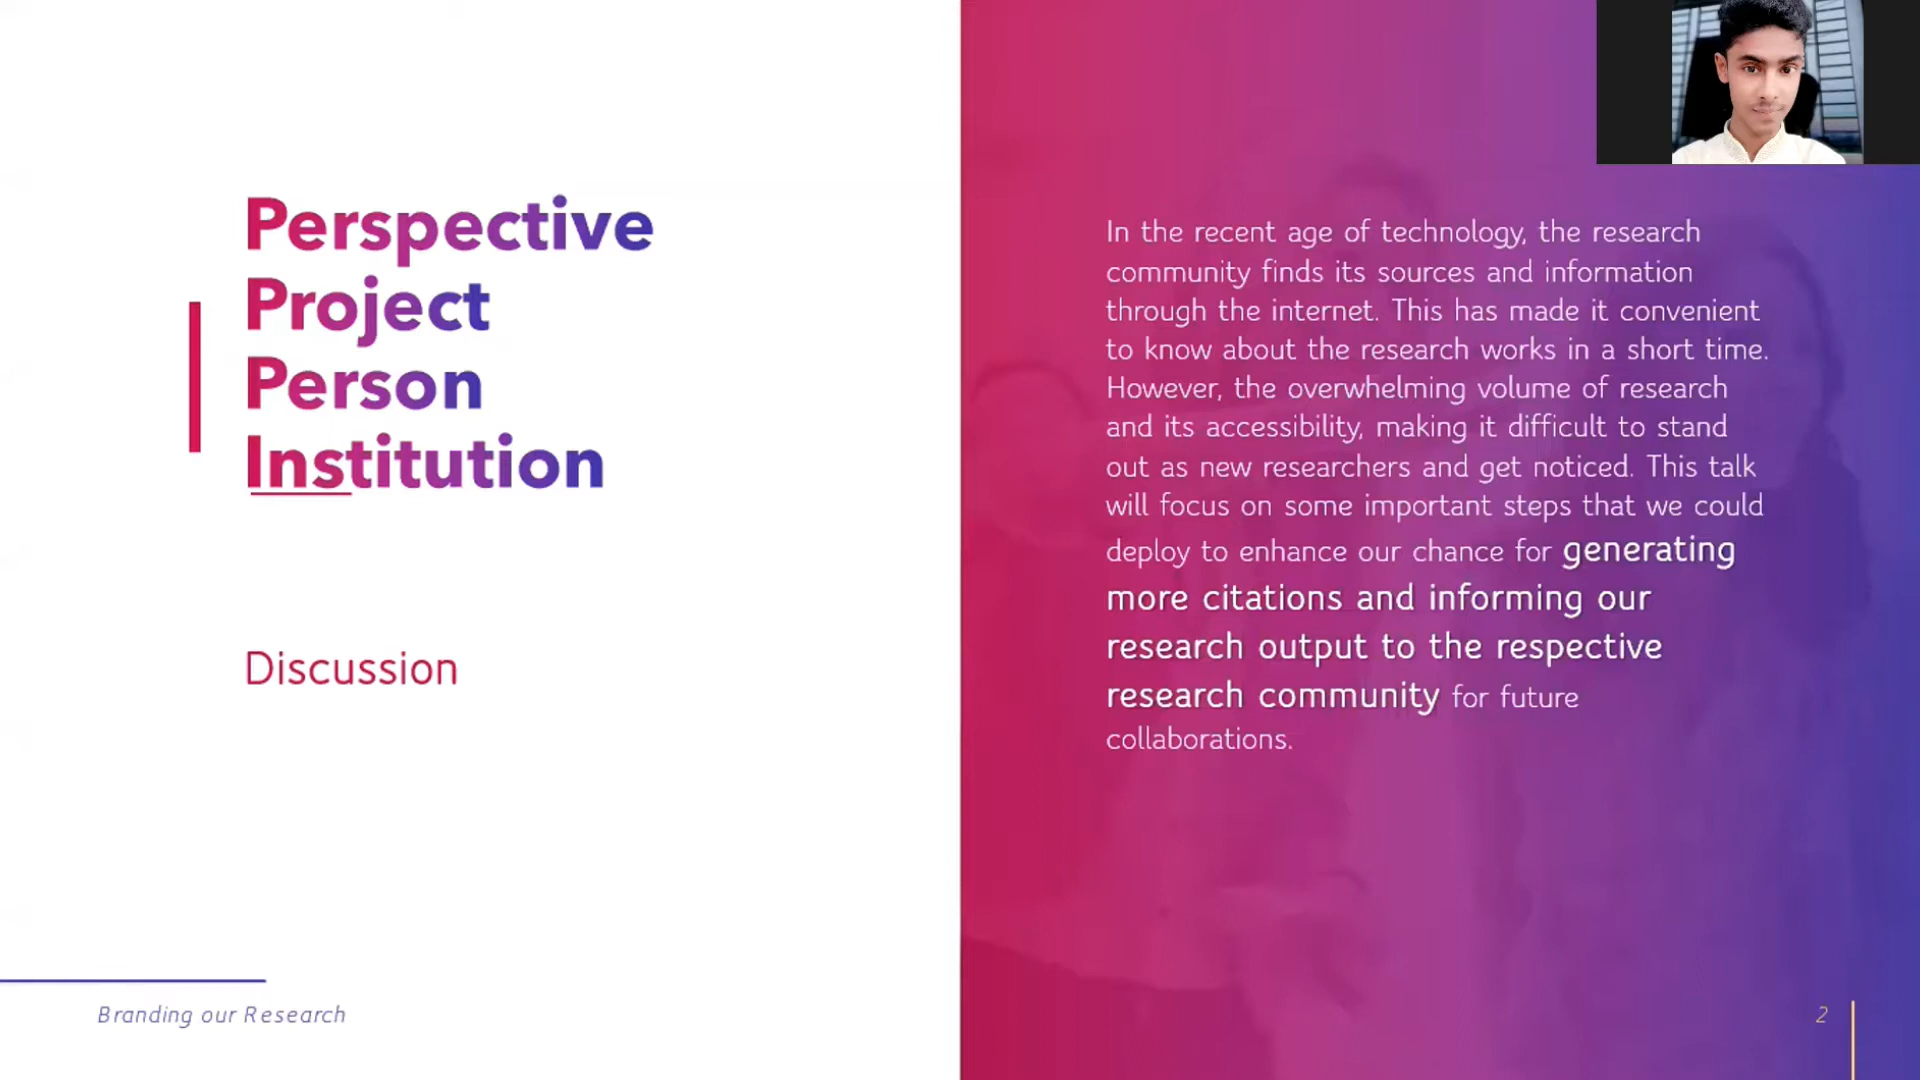 Perspective
Project
Person
Institution
Discussion
Branding our Research
In the recent age of technology, the research
community finds its sources and information
through the internet. This has made it convenient
to know about the research works in a short time.
However, the overwhelming volume of research
and its accessibility, making it difficult to stand
out as new researchers and get noticed. This talk
will focus on some important steps that we could
deploy to enhance our chance for generating
more citations and informing our
research output to the respective
research community for future
collaborations.
2